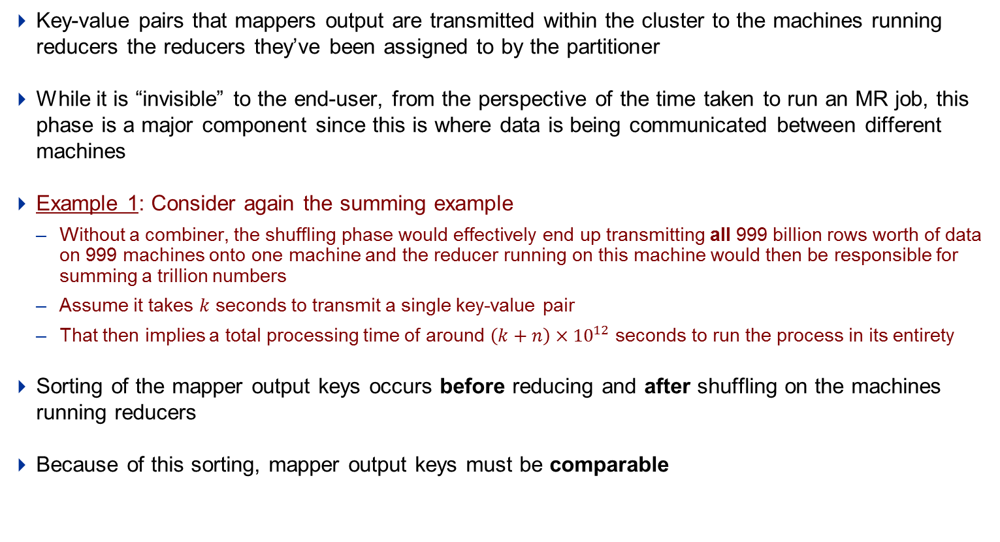 Key-value pairs that mappers output are transmitted within the cluster to the machines running
reducers the reducers they’ve been assigned to by the partitioner
While it is “invisible” to the end-user, from the perspective of the time taken to run an MR job, this
phase is a major component since this is where data is being communicated between different
machines
Example 1: Consider again the summing example
– Without a combiner, the shuffling phase would effectively end up transmitting all 999 billion rows worth of data
on 999 machines onto one machine and the reducer running on this machine would then be responsible for
summing a trillion numbers
– Assume it takes k seconds to transmit a single key-value pair
– That then implies a total processing time of around (k + n) × 10¹² seconds to run the process in its entirety
Sorting of the mapper output keys occurs before reducing and after shuffling on the machines
running reducers
Because of this sorting, mapper output keys must be comparable